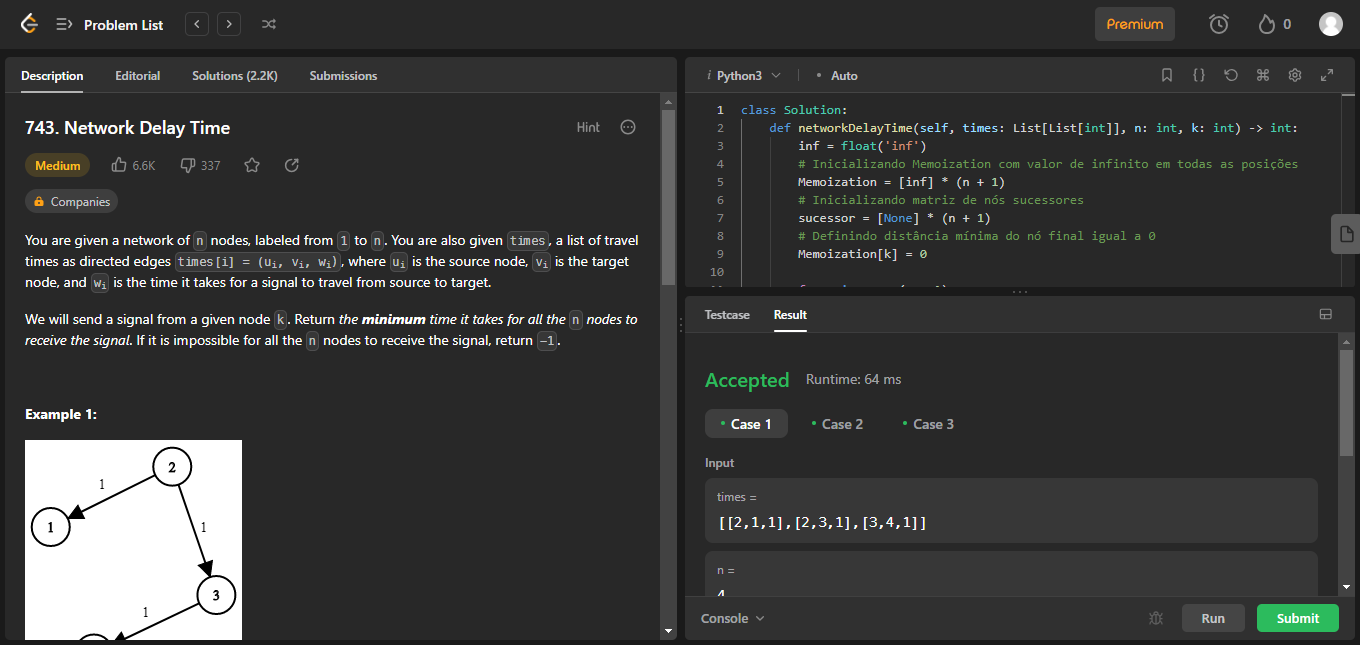 Problem List
Premium
0
Description Editorial Solutions (2.2K) Submissions
743. Network Delay Time
Hint
Medium 6.6K 337
Companies
You are given a network of n nodes, labeled from 1 to n. You are also given times, a list of travel
times as directed edges times[i] = (ui, vi, wi), where ui is the source node, vi is the target
node, and wi is the time it takes for a signal to travel from source to target.
We will send a signal from a given node k. Return the minimum time it takes for all the n nodes to
receive the signal. If it is impossible for all the n nodes to receive the signal, return -1.
Example 1:
2
1
1
1
3
1
i Python3 • Auto
1 class Solution:
2 def networkDelayTime(self, times: List[List[int]], n: int, k: int) -> int:
3 inf = float('inf')
4 # Inicializando Memoization com valor de infinito em todas as posições
5 Memoization = [inf] * (n + 1)
6 # Inicializando matriz de nós sucessores
7 sucessor = [None] * (n + 1)
8 # Definindo distância mínima do nó final igual a 0
9 Memoization[k] = 0
10
Testcase Result
Accepted Runtime: 64 ms
• Case 1 • Case 2 • Case 3
Input
times =
[[2,1,1],[2,3,1],[3,4,1]]
n =
4
Console Run Submit